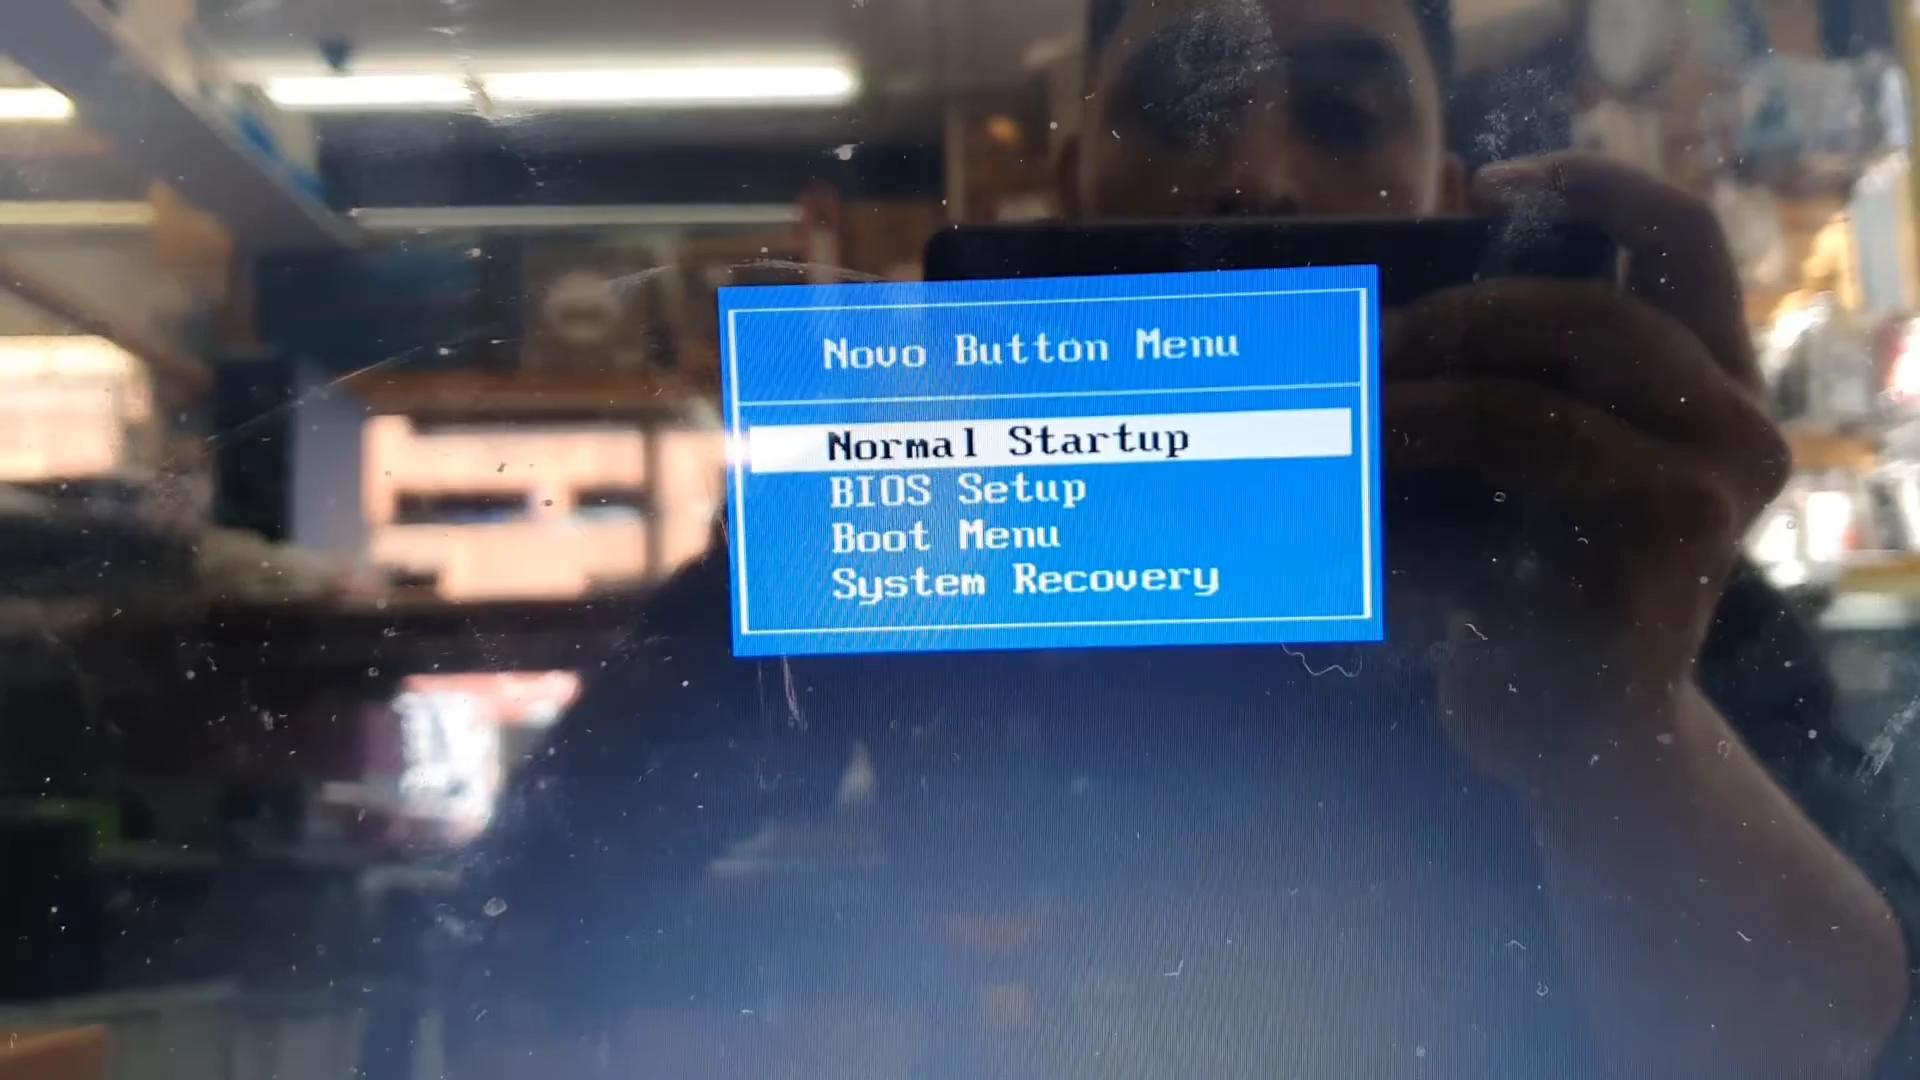 Novo Button Menu
Normal Startup
BIOS Setup
Boot Menu
System Recovery